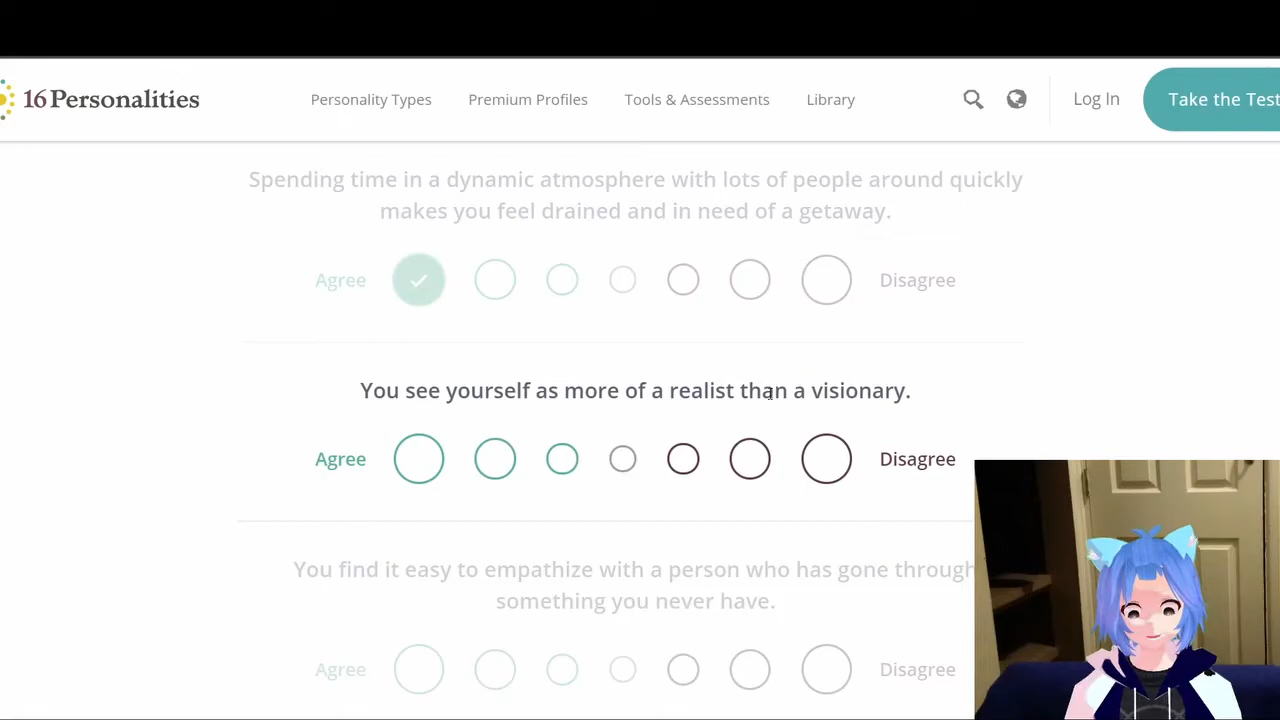 16Personalities
Personality Types
Premium Profiles
Tools & Assessments
Library
Log In
Take the Test
Spending time in a dynamic atmosphere with lots of people around quickly
makes you feel drained and in need of a getaway.
Agree
Disagree
You see yourself as more of a realist than a visionary.
Agree
Disagree
You find it easy to empathize with a person who has gone through
something you never have.
Agree
Disagree